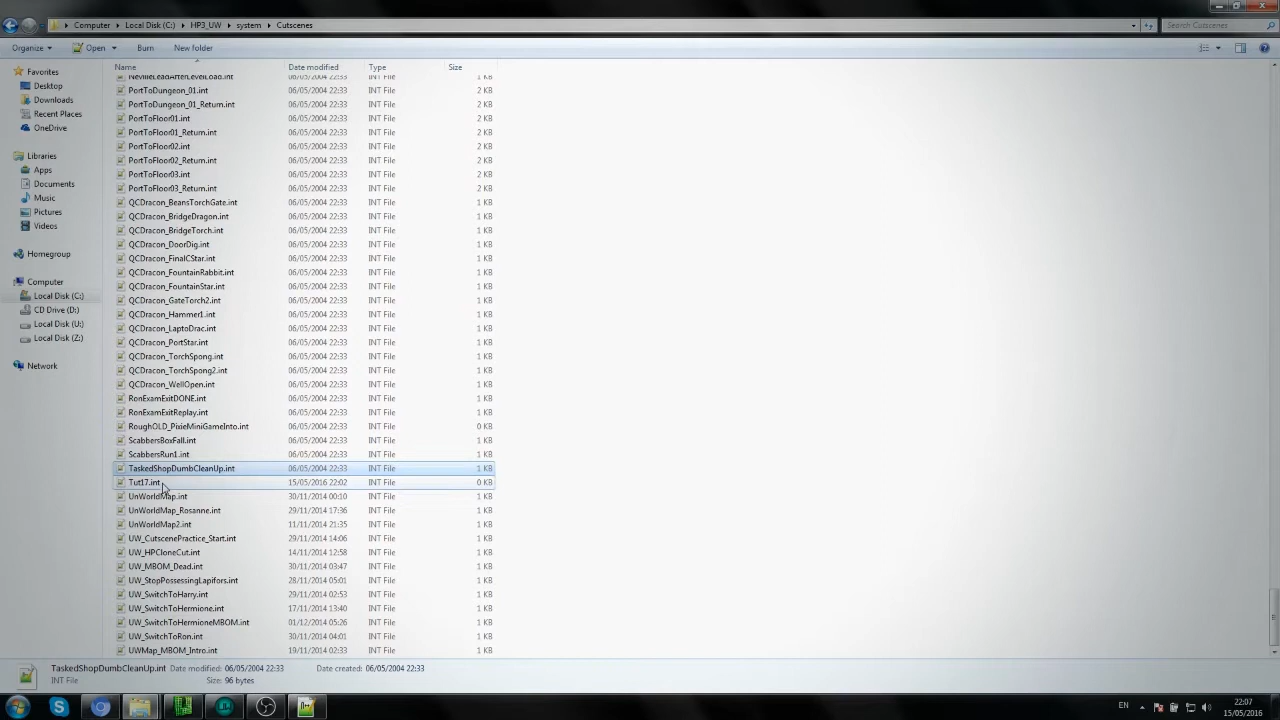 Computer Local Disk (C:) HP3_UW system Cutscenes Search Cutscenes
Organize Open Burn New folder
Favorites
Desktop
Downloads
Recent Places
OneDrive
Libraries
Apps
Documents
Music
Pictures
Videos
Homegroup
Computer
Local Disk (C:)
CD Drive (D:)
Local Disk (U:)
Local Disk (Z:)
Network
Name Date modified Type Size
NevilleLeadAfterLevelLoad.int 06/05/2004 22:33 INT File 1 KB
PortToDungeon_01.int 06/05/2004 22:33 INT File 2 KB
PortToDungeon_01_Return.int 06/05/2004 22:33 INT File 2 KB
PortToFloor01.int 06/05/2004 22:33 INT File 2 KB
PortToFloor01_Return.int 06/05/2004 22:33 INT File 2 KB
PortToFloor02.int 06/05/2004 22:33 INT File 2 KB
PortToFloor02_Return.int 06/05/2004 22:33 INT File 2 KB
PortToFloor03.int 06/05/2004 22:33 INT File 2 KB
PortToFloor03_Return.int 06/05/2004 22:33 INT File 2 KB
QCDracon_BeansTorchGate.int 06/05/2004 22:33 INT File 1 KB
QCDracon_BridgeDragon.int 06/05/2004 22:33 INT File 1 KB
QCDracon_BridgeTorch.int 06/05/2004 22:33 INT File 1 KB
QCDracon_DoorDig.int 06/05/2004 22:33 INT File 1 KB
QCDracon_FinalCS.int 06/05/2004 22:33 INT File 1 KB
QCDracon_FountainRabbit.int 06/05/2004 22:33 INT File 1 KB
QCDracon_FountainStar.int 06/05/2004 22:33 INT File 1 KB
QCDracon_GateTorch2.int 06/05/2004 22:33 INT File 1 KB
QCDracon_Hammer1.int 06/05/2004 22:33 INT File 1 KB
QCDracon_LaptoDrac.int 06/05/2004 22:33 INT File 1 KB
QCDracon_PortStar.int 06/05/2004 22:33 INT File 1 KB
QCDracon_TorchSpong.int 06/05/2004 22:33 INT File 1 KB
QCDracon_TorchSpong2.int 06/05/2004 22:33 INT File 1 KB
QCDracon_WellOpen.int 06/05/2004 22:33 INT File 1 KB
RonExamExitDONE.int 06/05/2004 22:33 INT File 1 KB
RonExamExitReplay.int 06/05/2004 22:33 INT File 1 KB
RoughOLD_PixieMiniGameInto.int 06/05/2004 22:33 INT File 0 KB
ScabbersBoxFall.int 06/05/2004 22:33 INT File 1 KB
ScabbersRun1.int 06/05/2004 22:33 INT File 1 KB
TaskedShopDumbCleanUp.int 06/05/2004 22:33 INT File 1 KB
Tut17.int 15/05/2016 22:02 INT File 0 KB
UnWorldMap.int 30/11/2014 00:10 INT File 1 KB
UnWorldMap_Rosanne.int 29/11/2014 17:36 INT File 1 KB
UnWorldMap2.int 11/11/2014 21:35 INT File 1 KB
UW_CutscenePractice_Start.int 29/11/2014 14:06 INT File 1 KB
UW_HPCloneCut.int 14/11/2014 12:58 INT File 1 KB
UW_MBOM_Dead.int 30/11/2014 03:47 INT File 1 KB
UW_StopPossessingLapifors.int 28/11/2014 05:01 INT File 1 KB
UW_SwitchToHarry.int 29/11/2014 02:53 INT File 1 KB
UW_SwitchToHermione.int 17/11/2014 13:40 INT File 1 KB
UW_SwitchToHermioneMBOM.int 01/12/2014 05:26 INT File 1 KB
UW_SwitchToRon.int 30/11/2014 04:01 INT File 1 KB
UWMap_MBOM_Intro.int 19/11/2014 02:33 INT File 1 KB
TaskedShopDumbCleanUp.int Date modified: 06/05/2004 22:33 Date created: 06/05/2004 22:33
INT File Size: 96 bytes
EN 22:07
15/05/2016